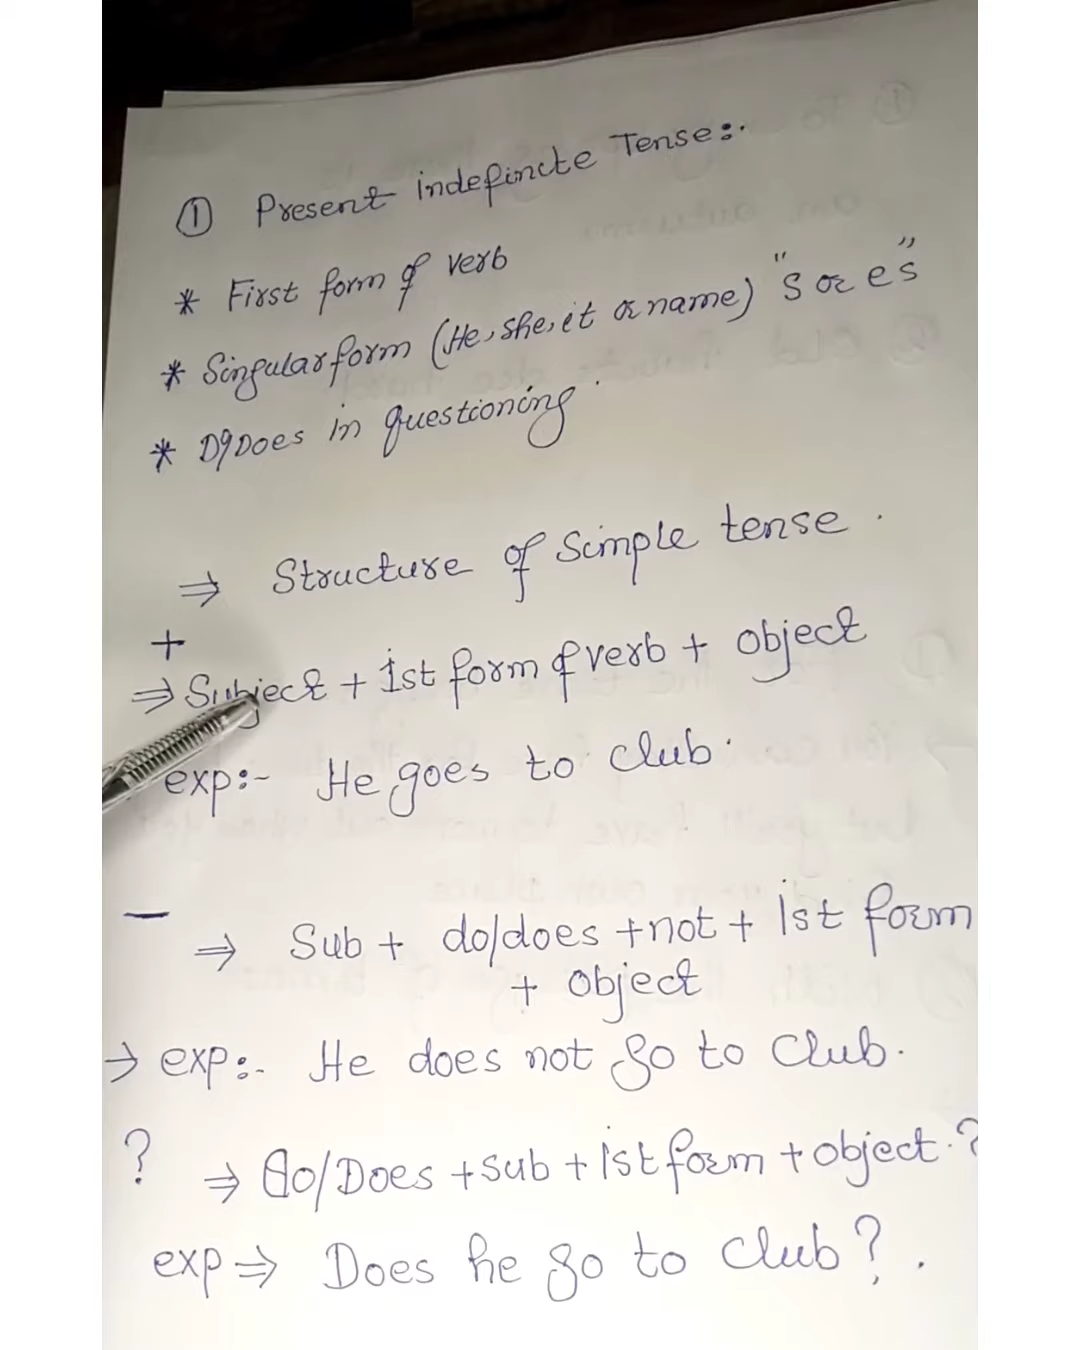 ① Present indefincte Tense:.
* First form of verb
* Singular form (He, she, it or name) "s or es"
* Do/Does in questioning
⇒ Structure of Simple tense.
+
⇒ Subject + 1st form of verb + object
exp:- He goes to club.
—
⇒ Sub + do/does + not + 1st form
+ object
→ exp:- He does not go to club.
?
⇒ Do/Does + sub + 1st form + object.?
exp ⇒ Does he go to club?.